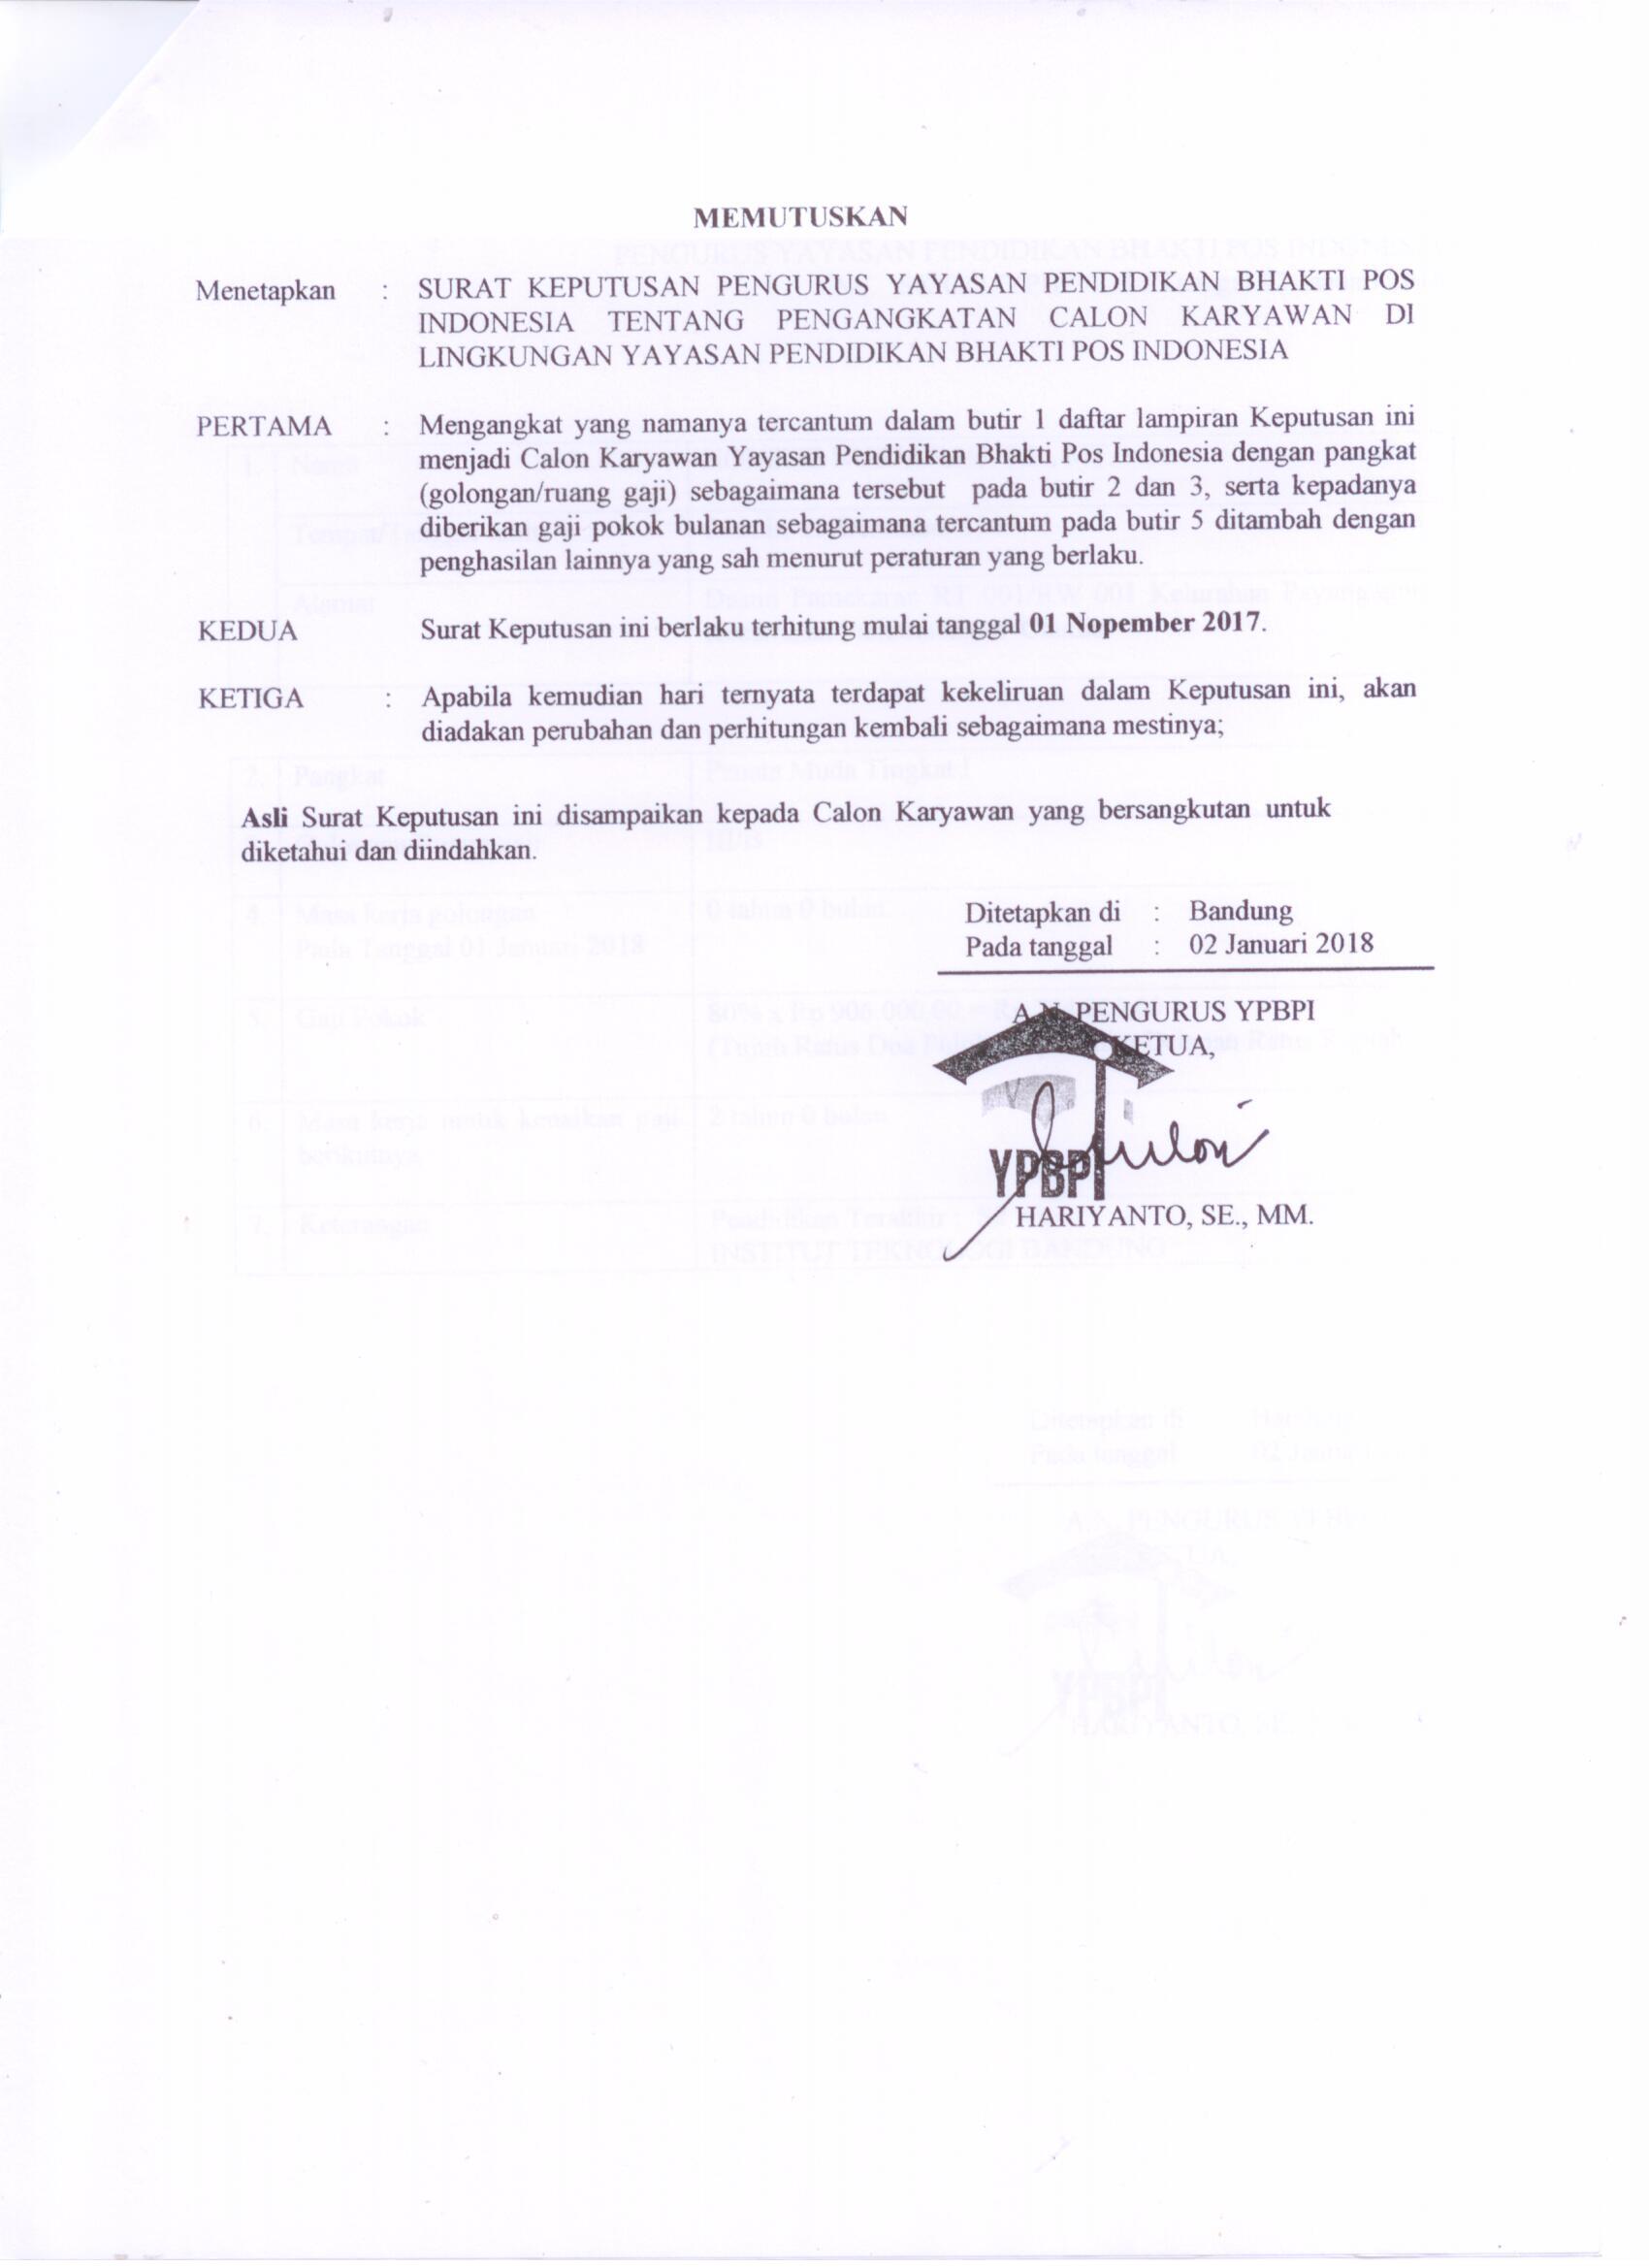 MEMUTUSKAN
Menetapkan : SURAT KEPUTUSAN PENGURUS YAYASAN PENDIDIKAN BHAKTI POS
INDONESIA TENTANG PENGANGKATAN CALON KARYAWAN DI
LINGKUNGAN YAYASAN PENDIDIKAN BHAKTI POS INDONESIA
PERTAMA : Mengangkat yang namanya tercantum dalam butir 1 daftar lampiran Keputusan ini
menjadi Calon Karyawan Yayasan Pendidikan Bhakti Pos Indonesia dengan pangkat
(golongan/ruang gaji) sebagaimana tersebut pada butir 2 dan 3, serta kepadanya
diberikan gaji pokok bulanan sebagaimana tercantum pada butir 5 ditambah dengan
penghasilan lainnya yang sah menurut peraturan yang berlaku.
KEDUA Surat Keputusan ini berlaku terhitung mulai tanggal 01 Nopember 2017.
KETIGA : Apabila kemudian hari ternyata terdapat kekeliruan dalam Keputusan ini, akan
diadakan perubahan dan perhitungan kembali sebagaimana mestinya;
Asli Surat Keputusan ini disampaikan kepada Calon Karyawan yang bersangkutan untuk
diketahui dan diindahkan.
Ditetapkan di : Bandung
Pada tanggal : 02 Januari 2018
A.N. PENGURUS YPBPI
KETUA,
YPBPI
HARIYANTO, SE., MM.